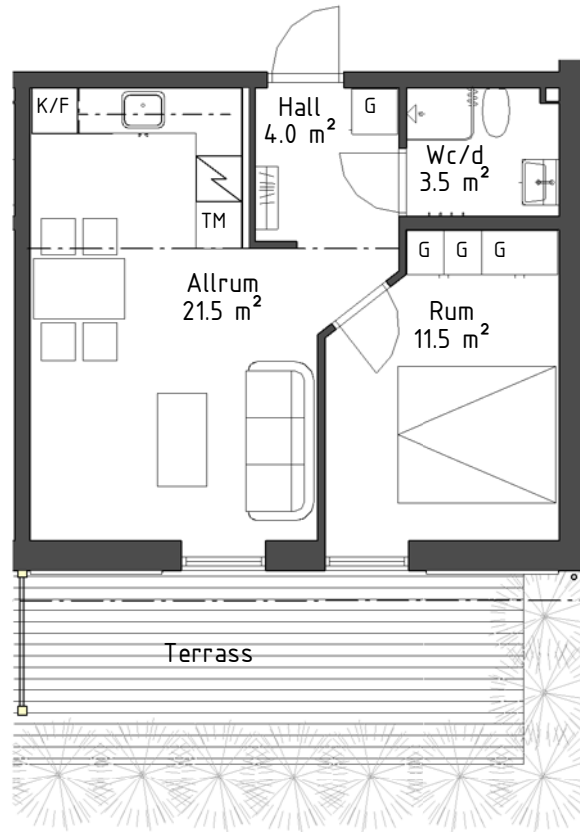 K/F
Hall
4.0 m²
G
Wc/d
3.5 m²
TM
G G G
Allrum
21.5 m²
Rum
11.5 m²
Terrass